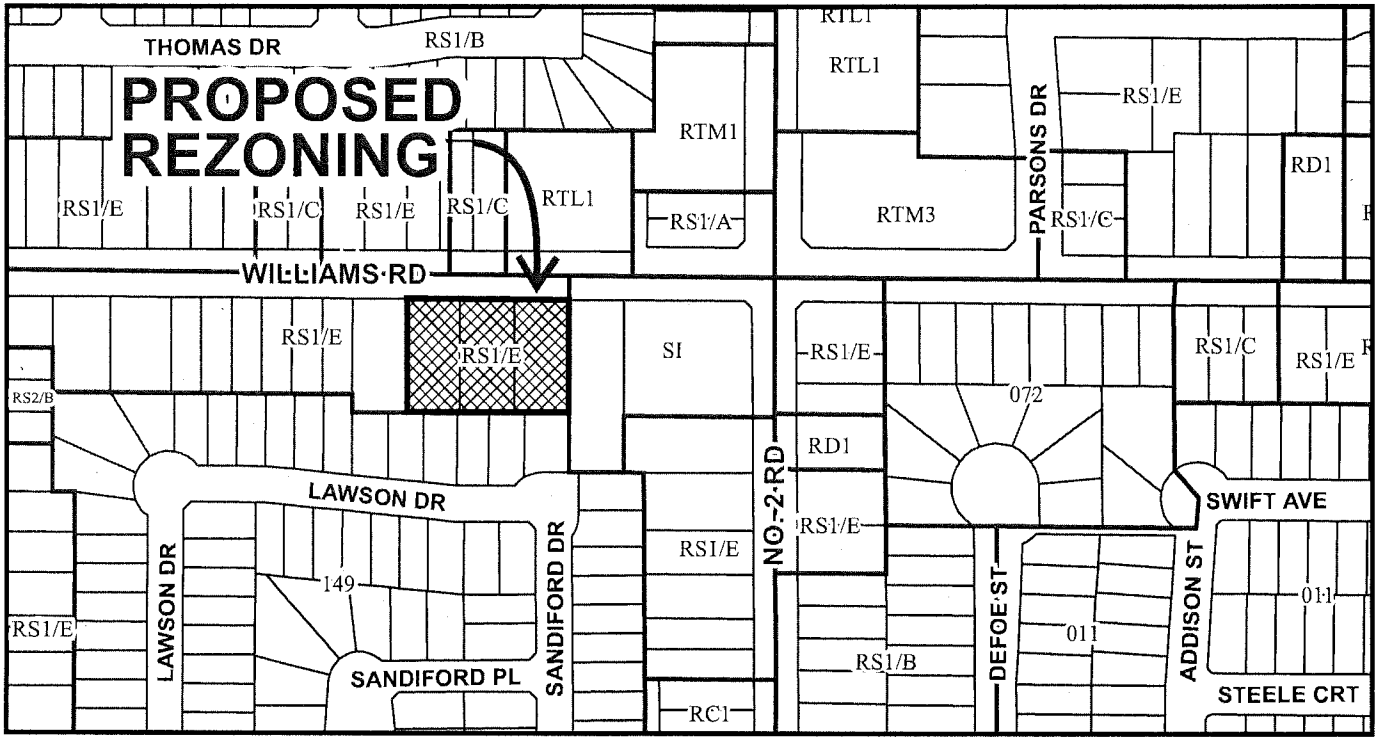 RTL1
THOMAS DR
RS1/B
RTL1
PROPOSED
REZONING
RS1/E
RTM1
PARSONS DR
RD1
RS1/E
RS1/C
RS1/E
RS1/C
RTL1
RS1/A
RTM3
RS1/C
WILLIAMS RD
RS1/E
RS1/E
SI
RS1/E
RS1/C
RS1/E
RS2/B
072
RD1
NO. 2 RD
LAWSON DR
SWIFT AVE
RS1/E
LAWSON DR
SANDIFORD DR
RS1/E
149
DEFOE ST
ADDISON ST
011
RS1/E
011
RS1/B
SANDIFORD PL
STEELE CRT
RC1